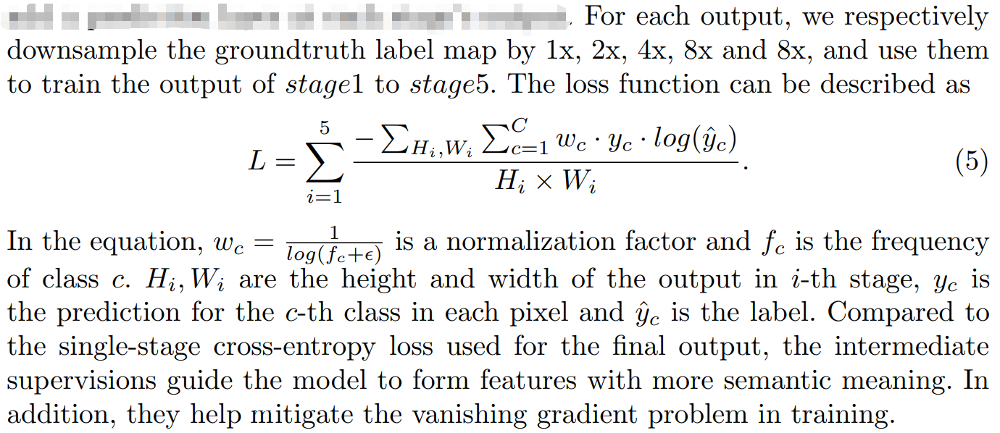 . For each output, we respectively
downsample the groundtruth label map by 1x, 2x, 4x, 8x and 8x, and use them
to train the output of stage1 to stage5. The loss function can be described as
L = \sum_{i=1}^{5} \frac{-\sum_{H_i,W_i} \sum_{c=1}^{C} w_c \cdot y_c \cdot log(\hat{y}_c)}{H_i \times W_i}. (5)
In the equation, w_c = \frac{1}{log(f_c+\epsilon)} is a normalization factor and f_c is the frequency
of class c. H_i, W_i are the height and width of the output in i-th stage, y_c is
the prediction for the c-th class in each pixel and \hat{y}_c is the label. Compared to
the single-stage cross-entropy loss used for the final output, the intermediate
supervisions guide the model to form features with more semantic meaning. In
addition, they help mitigate the vanishing gradient problem in training.